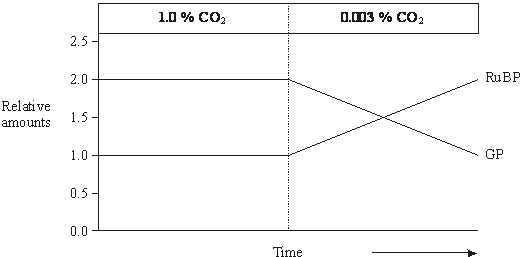 1.0 % CO₂ 0.003 % CO₂
2.5
2.0
1.5
1.0
0.5
0.0
Relative
amounts
RuBP
GP
Time